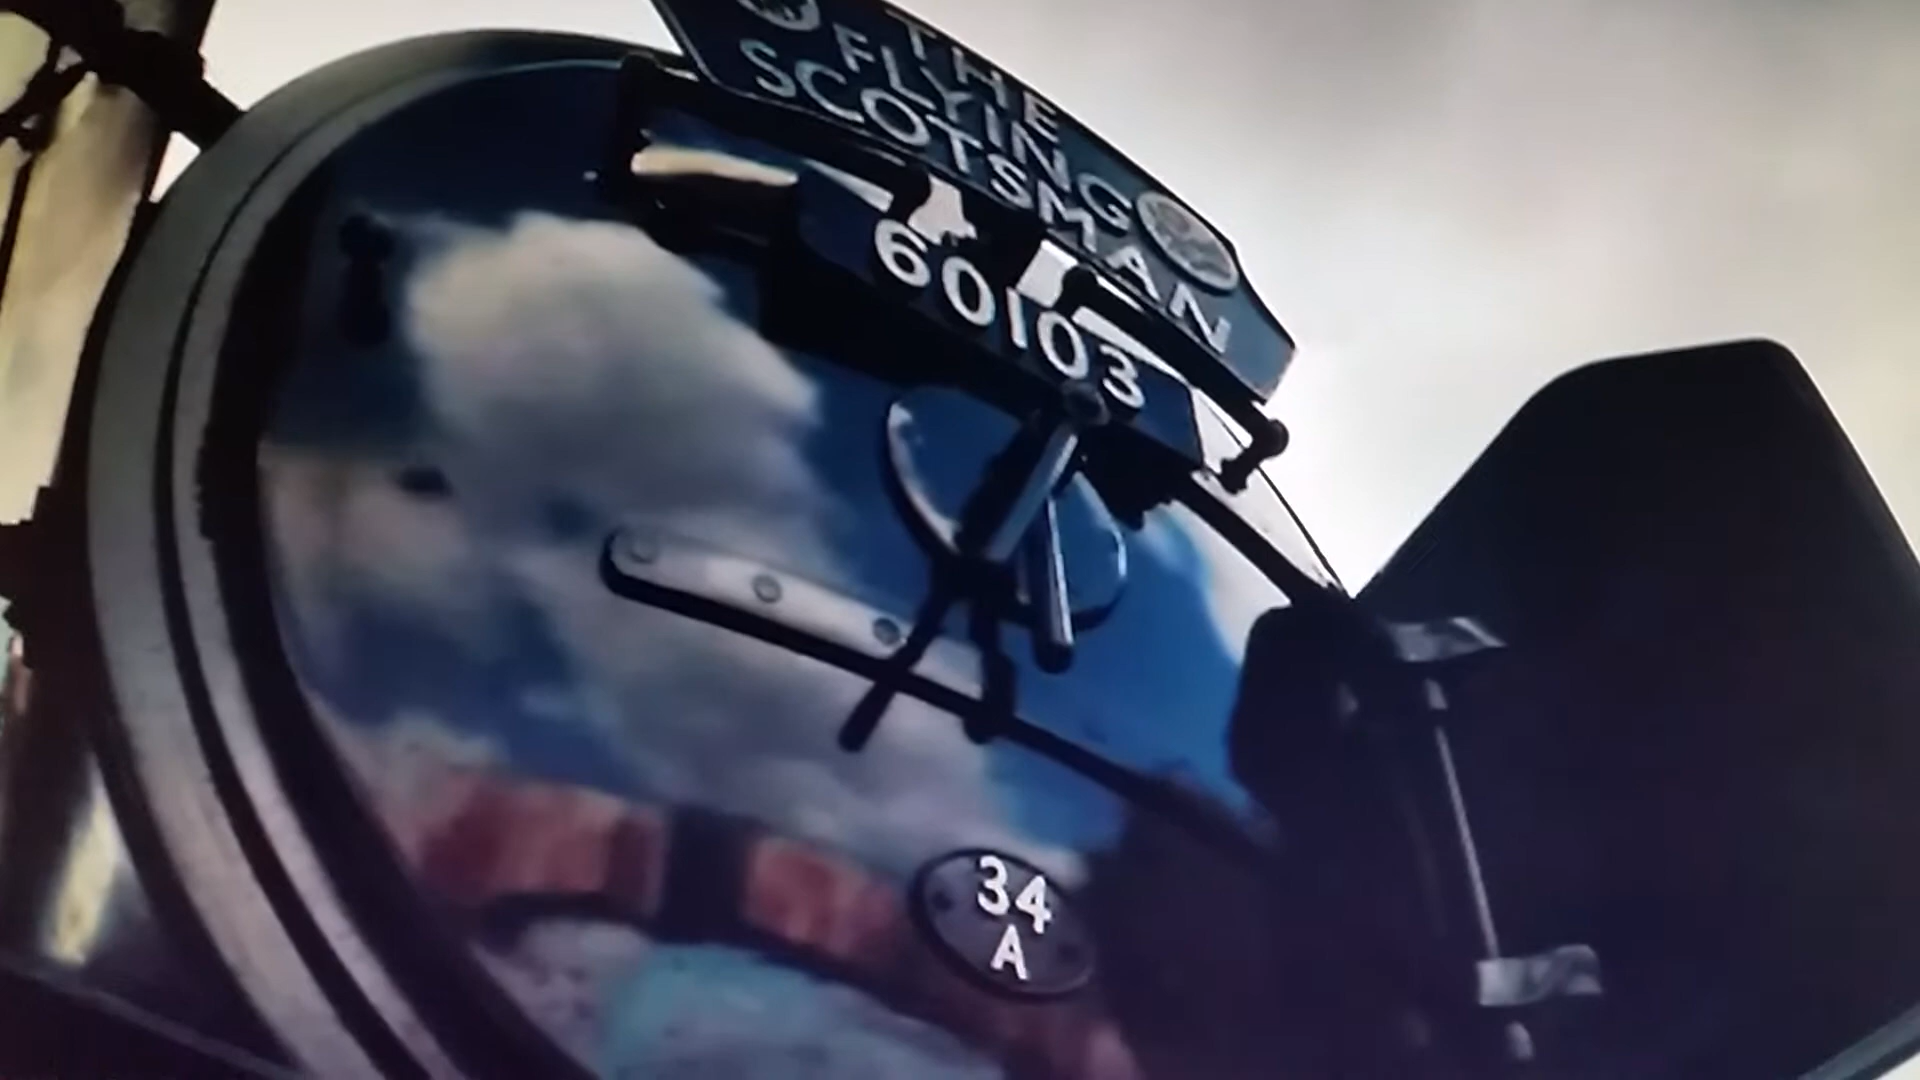 THE
FLYING
SCOTSMAN
60103
34
A